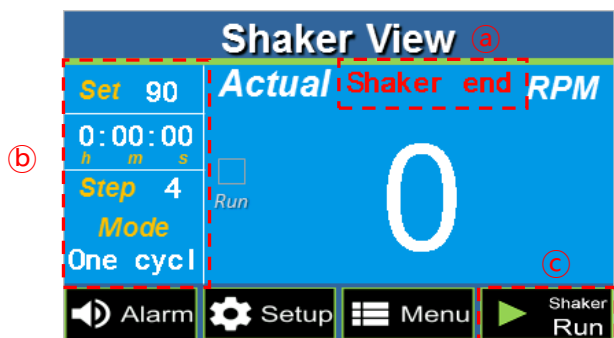 Shaker View ⓐ
Set 90
Actual Shaker end RPM
0:00:00
h m s
ⓑ
Step 4
Run
0
Mode
One cycl
ⓒ
Alarm Setup Menu Shaker Run